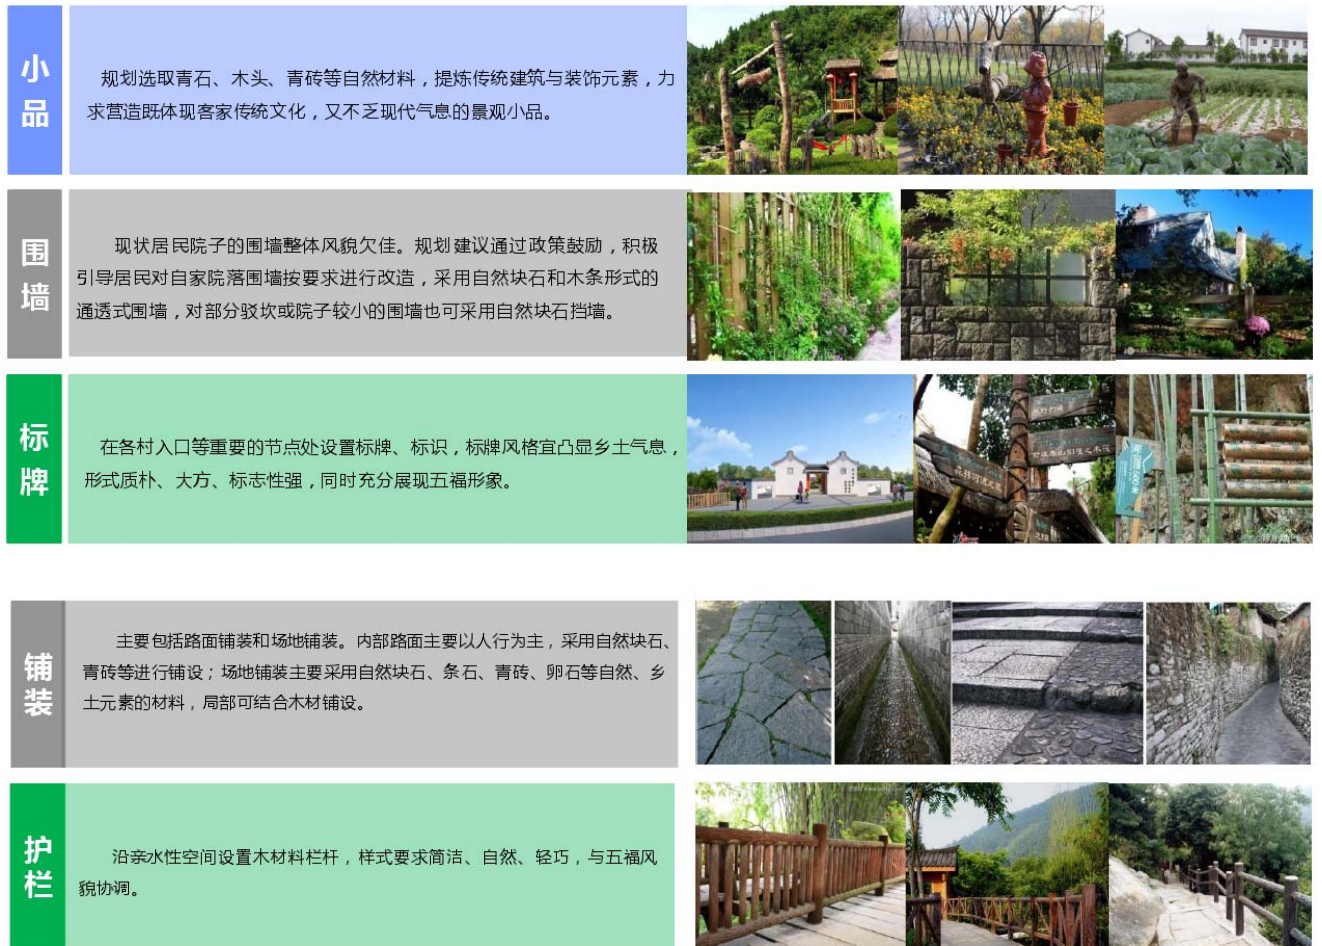 小品
规划选取青石、木头、青砖等自然材料，提炼传统建筑与装饰元素，力
求营造既体现客家传统文化，又不乏现代气息的景观小品。
围墙
现状居民院子的围墙整体风貌欠佳。规划建议通过政策鼓励，积极
引导居民对自家院落围墙按要求进行改造，采用自然块石和木条形式的
通透式围墙，对部分驳坎或院子较小的围墙也可采用自然块石挡墙。
标牌
在各村入口等重要的节点处设置标牌、标识，标牌风格宜凸显乡土气息，
形式质朴、大方、标志性强，同时充分展现五福形象。
铺装
主要包括路面铺装和场地铺装。内部路面主要以人行为主，采用自然块石、
青砖等进行铺设；场地铺装主要采用自然块石、条石、青砖、卵石等自然、乡
土元素的材料，局部可结合木材铺设。
护栏
沿亲水性空间设置木材料栏杆，样式要求简洁、自然、轻巧，与五福风
貌协调。